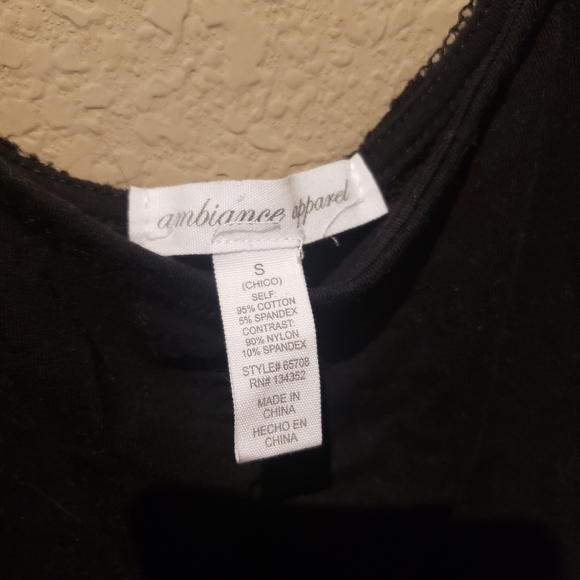 ambiance apparel
S
(CHICO)
SELF:
95% COTTON
5% SPANDEX
CONTRAST:
90% NYLON
10% SPANDEX
STYLE# 65708
RN# 134352
MADE IN
CHINA
HECHO EN
CHINA